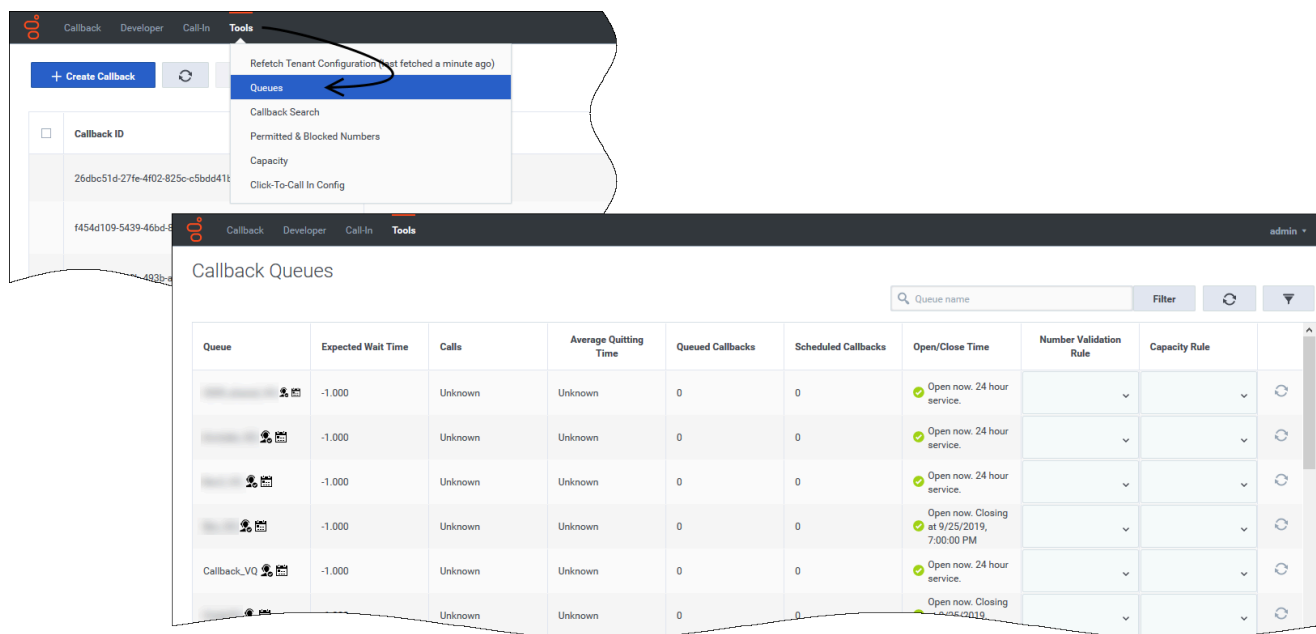 Callback Developer Call-In Tools
Refetch Tenant Configuration (last fetched a minute ago)
+ Create Callback
Queues
Callback Search
Callback ID
Permitted & Blocked Numbers
Capacity
26dbc51d-27fe-4f02-825c-c5bdd41b
Click-To-Call In Config
f454d109-5439-46bd-8
493b-a
Callback Developer Call-In Tools admin
Callback Queues
Queue name Filter
Queue Expected Wait Time Calls Average Quitting Time Queued Callbacks Scheduled Callbacks Open/Close Time Number Validation Rule Capacity Rule
-1.000 Unknown Unknown 0 0 Open now. 24 hour
service.
-1.000 Unknown Unknown 0 0 Open now. 24 hour
service.
-1.000 Unknown Unknown 0 0 Open now. 24 hour
service.
-1.000 Unknown Unknown 0 0 Open now. Closing
at 9/25/2019,
7:00:00 PM
Callback_VQ -1.000 Unknown Unknown 0 0 Open now. 24 hour
service.
Unknown Unknown 0 0 Open now. Closing
9/25/2019